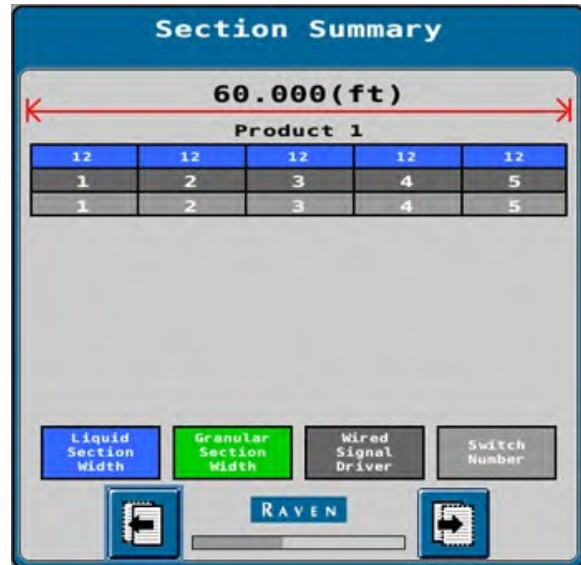 Section Summary
60.000(ft)
Product 1
12 12 12 12 12
1 2 3 4 5
1 2 3 4 5
Liquid Section Width
Granular Section Width
Wired Signal Driver
Switch Number
RAVEN